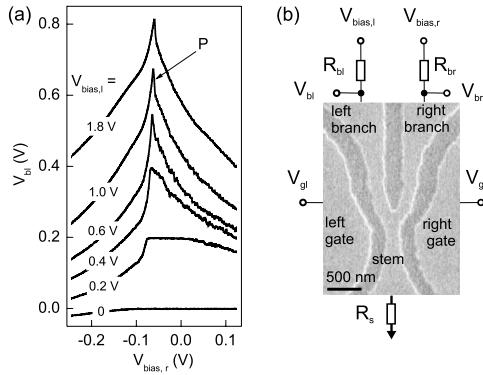 (a)
0.8
0.6
0.4
0.2
0.0
V_bl (V)
V_bias,l =
P
1.8 V
1.0 V
0.6 V
0.4 V
0.2 V
0
-0.2
-0.1
0.0
0.1
V_bias, r (V)
(b)
V_bias,l
V_bias,r
R_bl
R_br
V_bl
V_br
left branch
right branch
V_gl
V_g
left gate
right gate
stem
500 nm
R_s